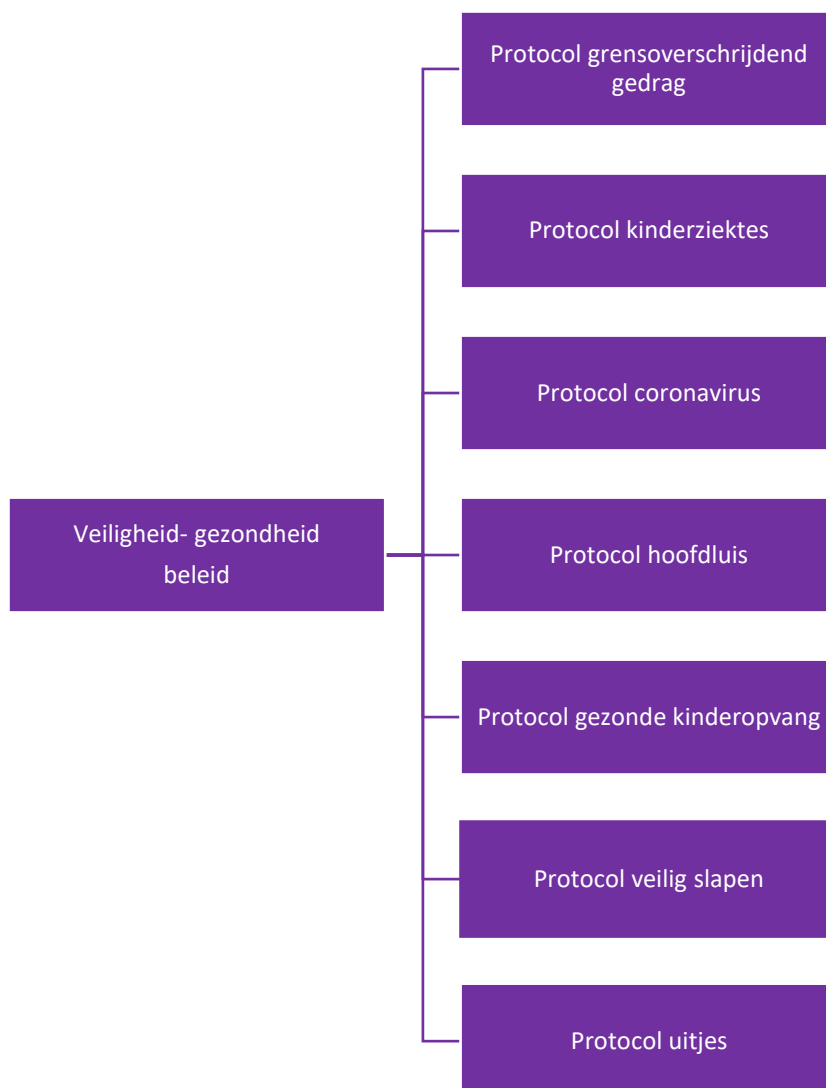 Protocol grensoverschrijdend
gedrag
Protocol kinderziektes
Protocol coronavirus
Veiligheid- gezondheid
beleid
Protocol hoofdluis
Protocol gezonde kinderopvang
Protocol veilig slapen
Protocol uitjes